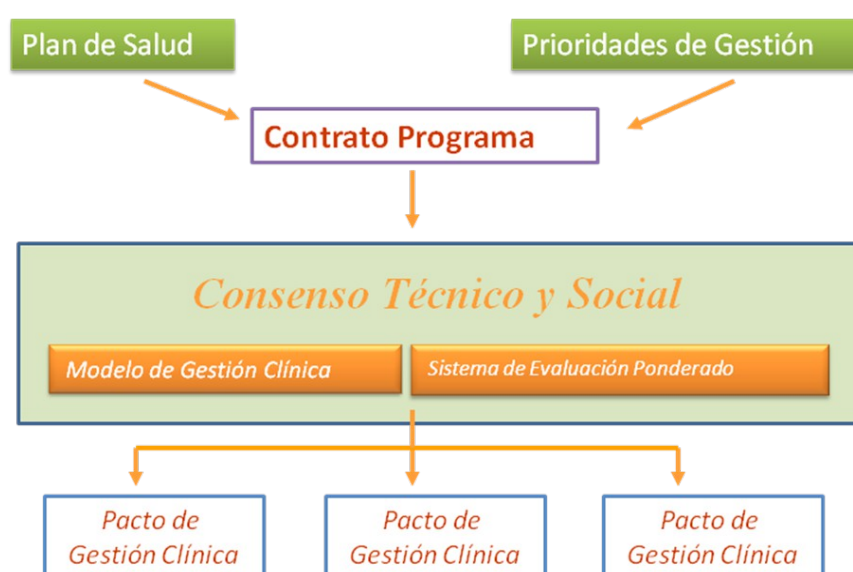 Plan de Salud
Prioridades de Gestión
Contrato Programa
Consenso Técnico y Social
Modelo de Gestión Clínica
Sistema de Evaluación Ponderado
Pacto de
Gestión Clínica
Pacto de
Gestión Clínica
Pacto de
Gestión Clínica